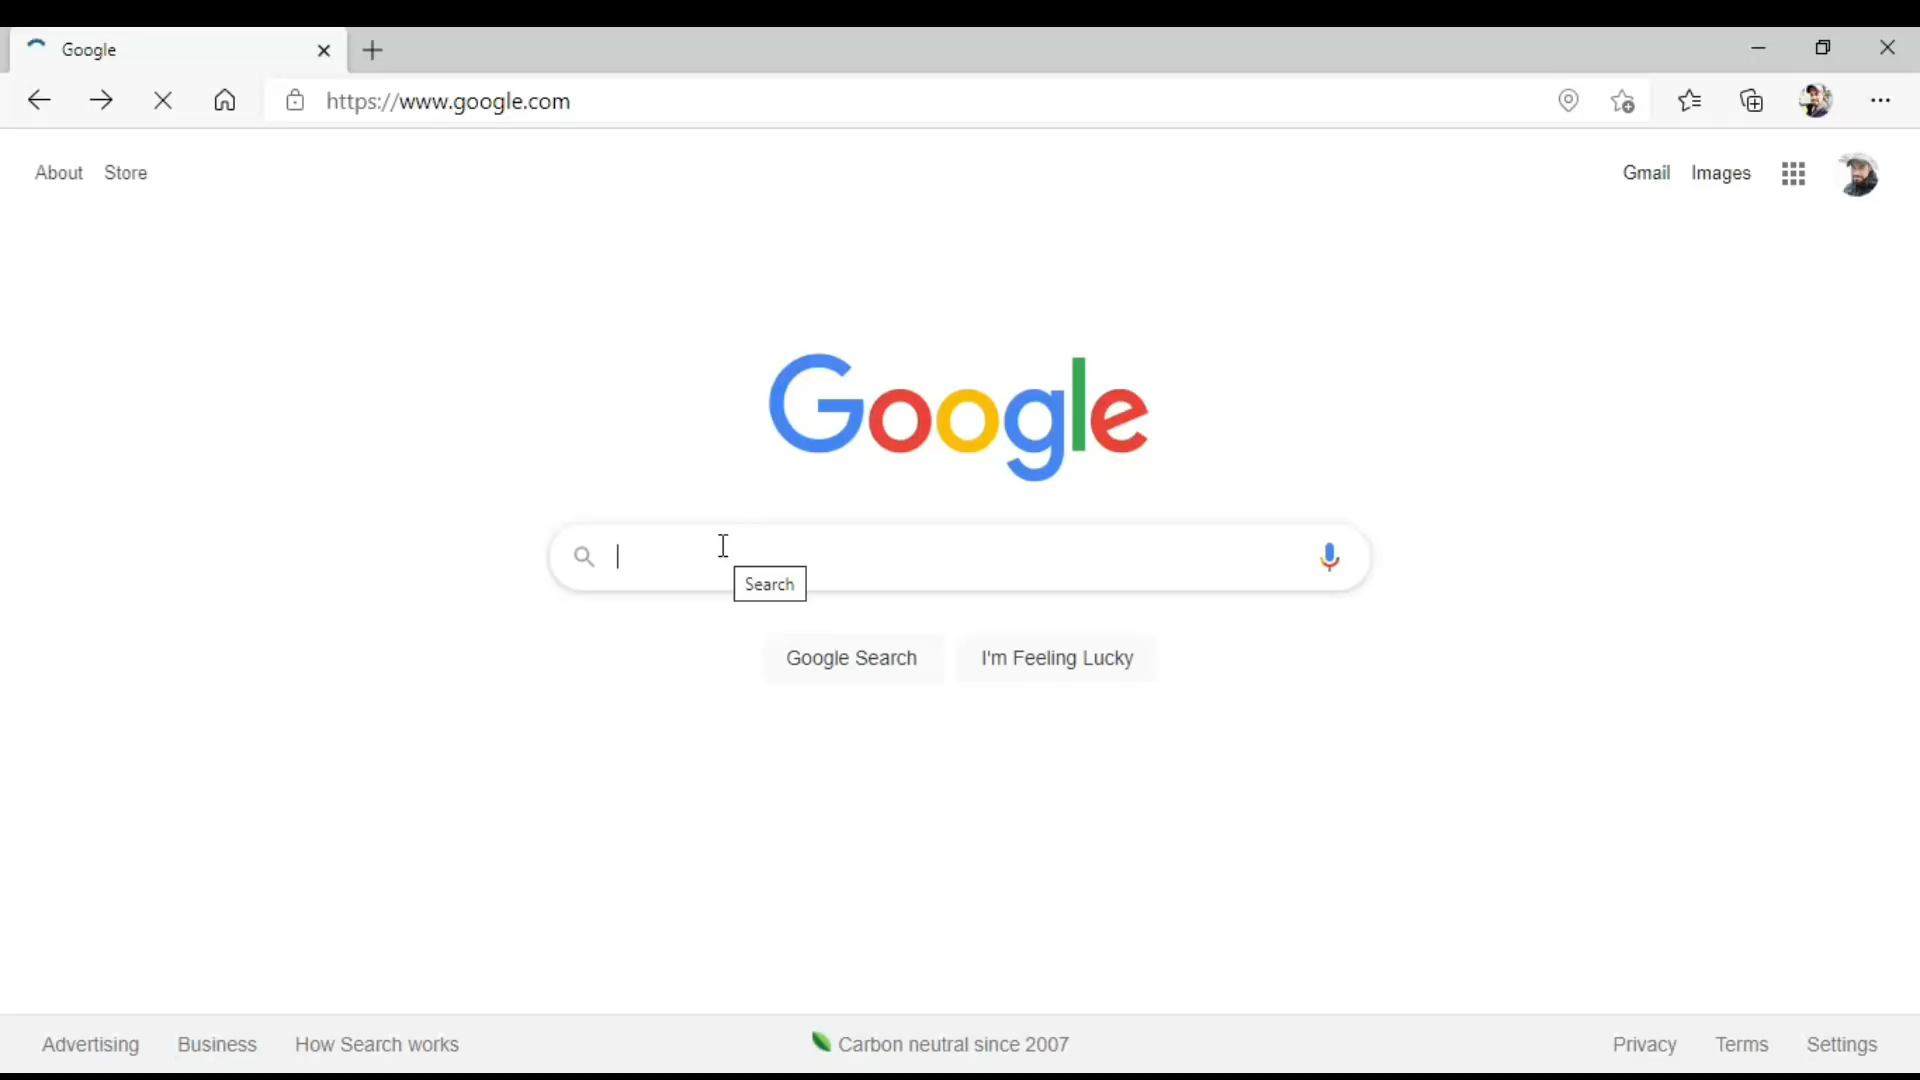 Google
https://www.google.com
About Store
Gmail Images
Google
Search
Google Search I'm Feeling Lucky
Advertising Business How Search works
Carbon neutral since 2007
Privacy Terms Settings